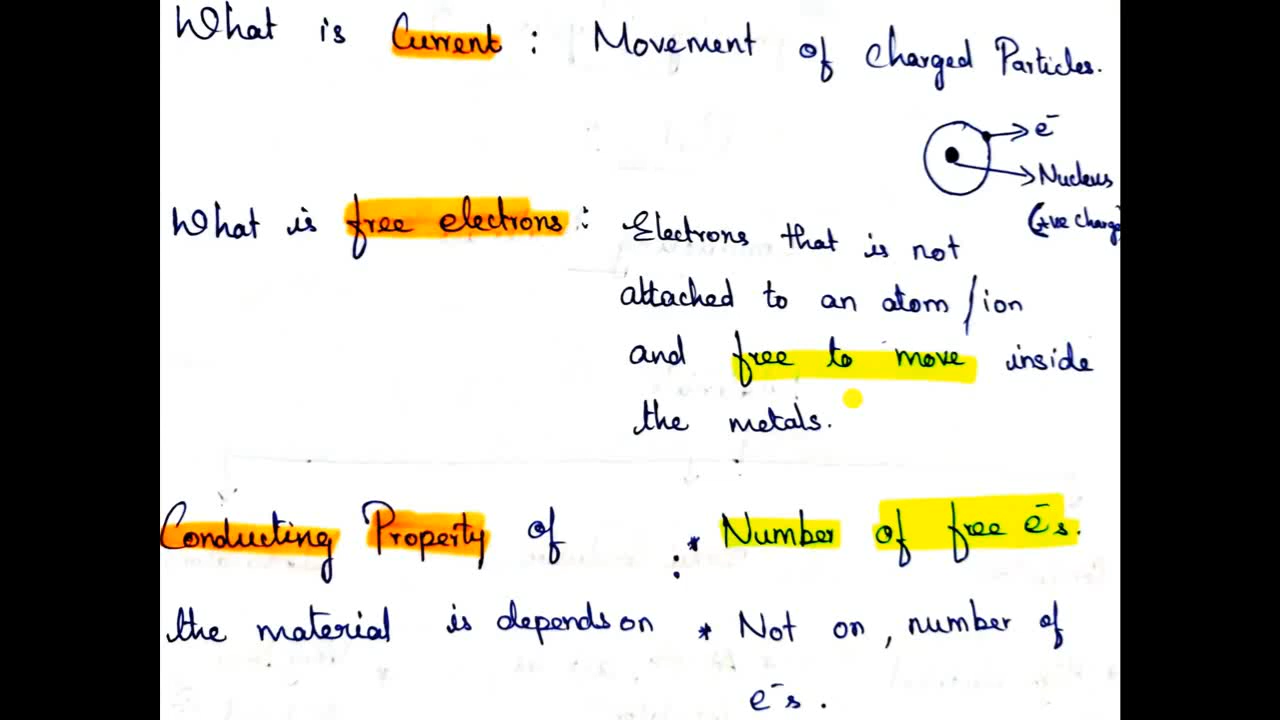 What is Current : Movement of Charged Particles.
e⁻
Nucleus
(+ve charge
What is free electrons : Electrons that is not
attached to an atom / ion
and free to move inside
the metals.
Conducting Property of : * Number of free e⁻s.
the material is depends on * Not on, number of
e⁻s.